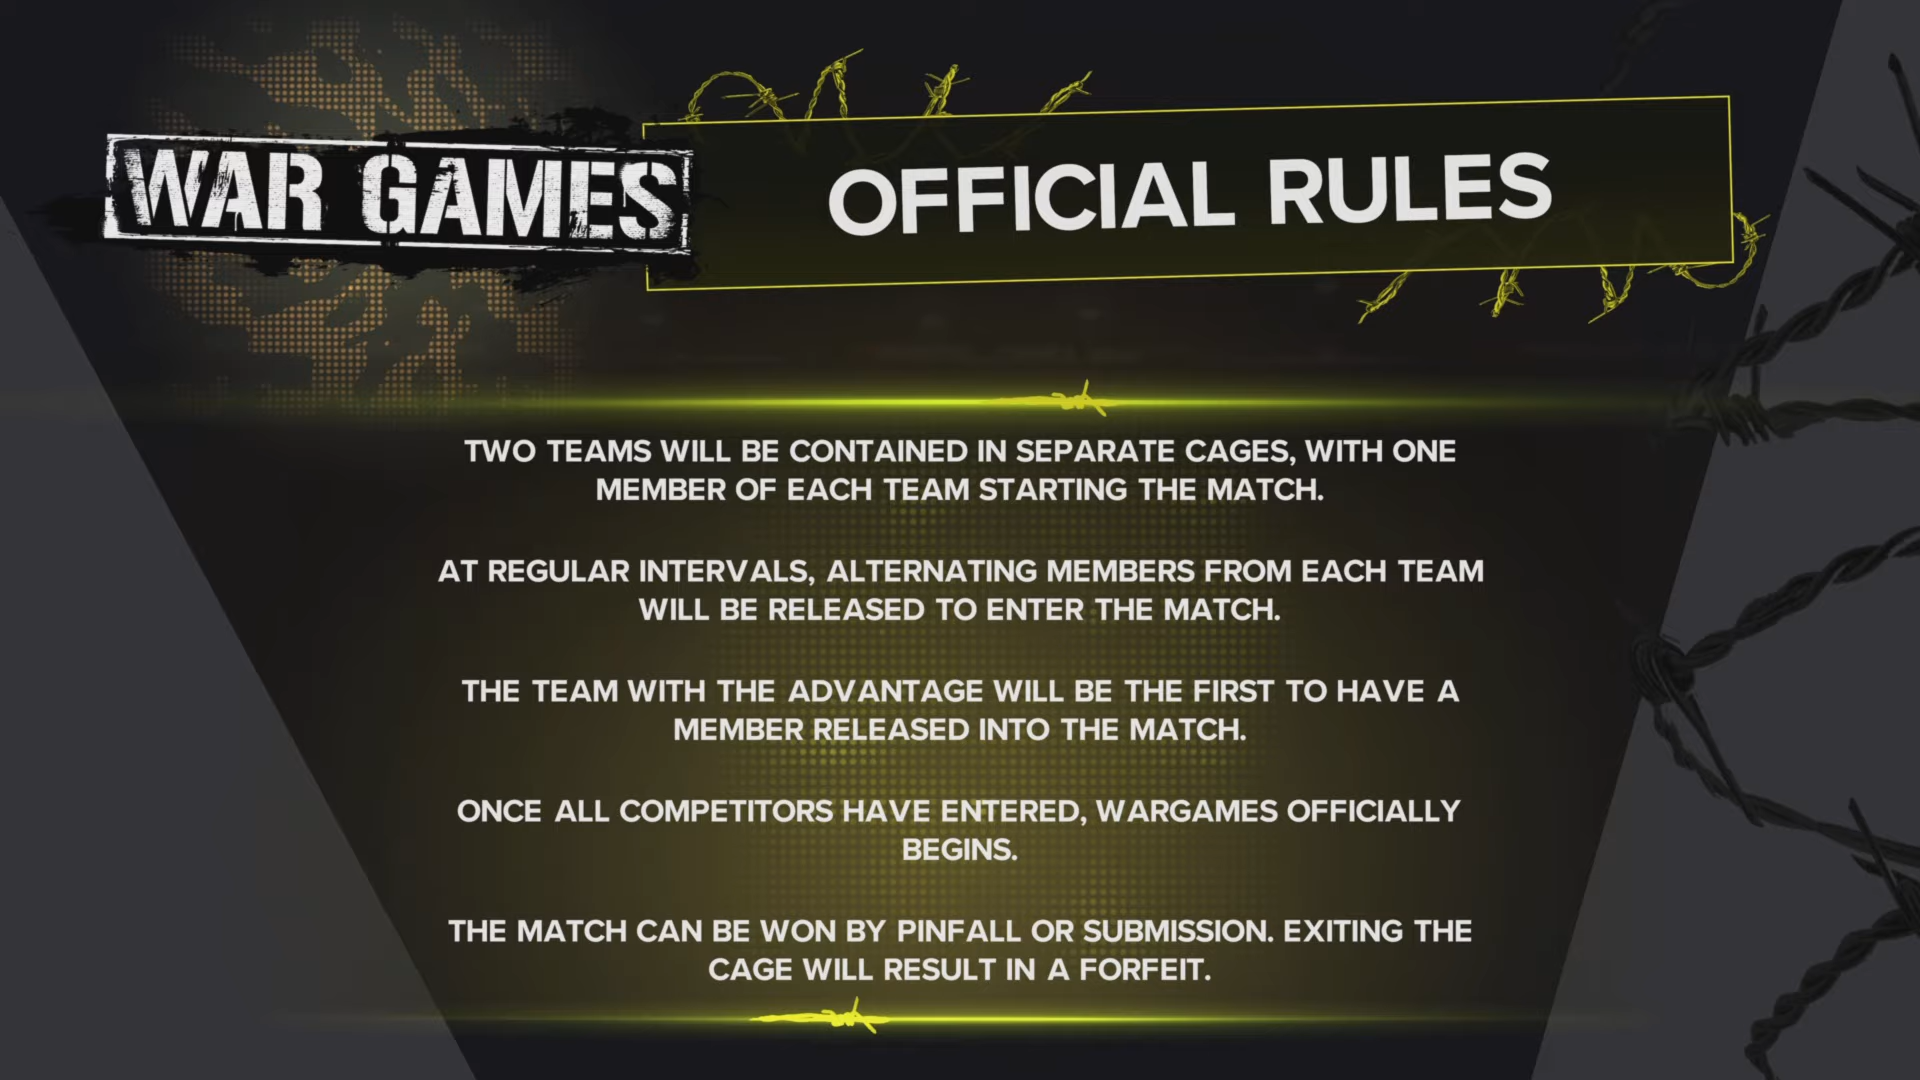 WAR GAMES
OFFICIAL RULES
TWO TEAMS WILL BE CONTAINED IN SEPARATE CAGES, WITH ONE
MEMBER OF EACH TEAM STARTING THE MATCH.
AT REGULAR INTERVALS, ALTERNATING MEMBERS FROM EACH TEAM
WILL BE RELEASED TO ENTER THE MATCH.
THE TEAM WITH THE ADVANTAGE WILL BE THE FIRST TO HAVE A
MEMBER RELEASED INTO THE MATCH.
ONCE ALL COMPETITORS HAVE ENTERED, WARGAMES OFFICIALLY
BEGINS.
THE MATCH CAN BE WON BY PINFALL OR SUBMISSION. EXITING THE
CAGE WILL RESULT IN A FORFEIT.